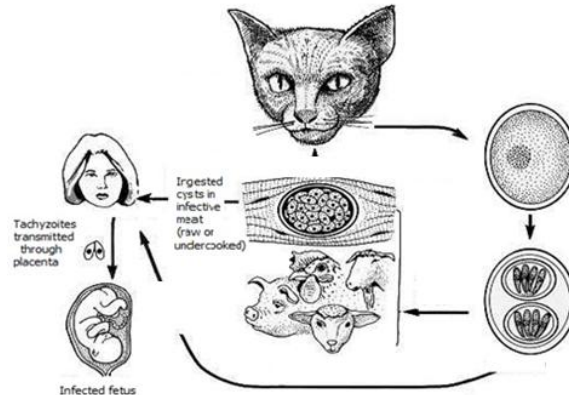 Ingested
cysts in
infective
meat
(raw or
undercooked)
Tachyzoites
transmitted
through
placenta
Infected fetus